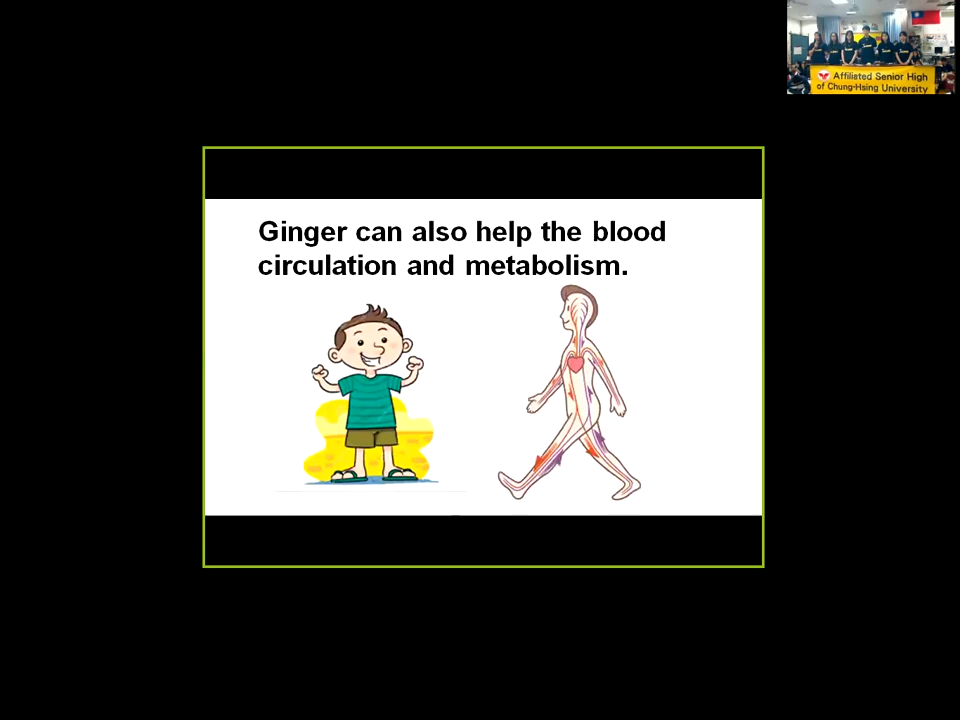 Affiliated Senior High
of Chung-Hsing University
Ginger can also help the blood
circulation and metabolism.